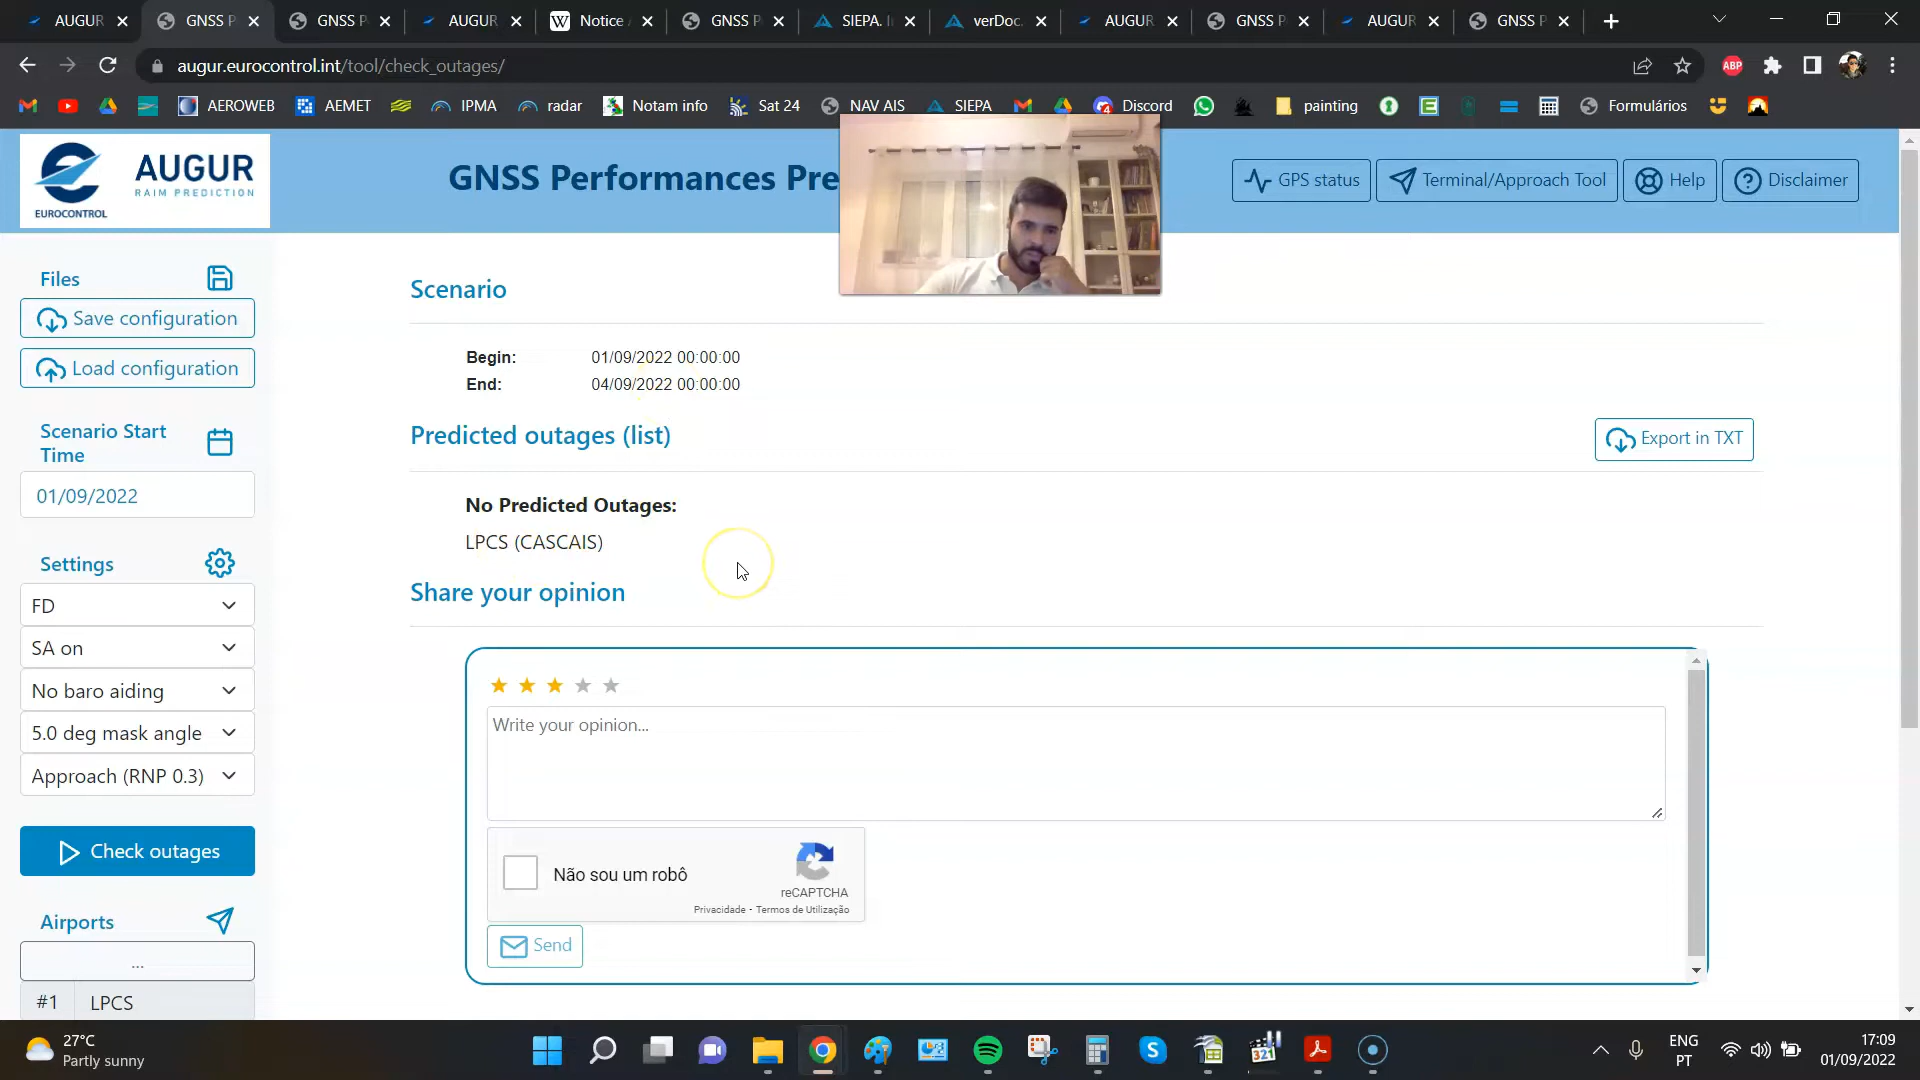 AUGUR
GNSS P
GNSS P
AUGUR
Notice
GNSS P
SIEPA. I
verDoc.
AUGUR
GNSS P
AUGUR
GNSS P
augur.eurocontrol.int/tool/check_outages/
ABP
AEROWEB
AEMET
IPMA
radar
Notam info
Sat 24
NAV AIS
SIEPA
Discord
painting
Formulários
EUROCONTROL
AUGUR
RAIM PREDICTION
GNSS Performances Pre
GPS status
Terminal/Approach Tool
Help
Disclaimer
Files
Save configuration
Load configuration
Scenario Start
Time
01/09/2022
Settings
FD
SA on
No baro aiding
5.0 deg mask angle
Approach (RNP 0.3)
Check outages
Airports
...
#1 LPCS
Scenario
Begin: 01/09/2022 00:00:00
End: 04/09/2022 00:00:00
Predicted outages (list)
Export in TXT
No Predicted Outages:
LPCS (CASCAIS)
Share your opinion
Write your opinion...
Não sou um robô
reCAPTCHA
Privacidade - Termos de Utilização
Send
27°C
Partly sunny
321
ENG
PT
17:09
01/09/2022